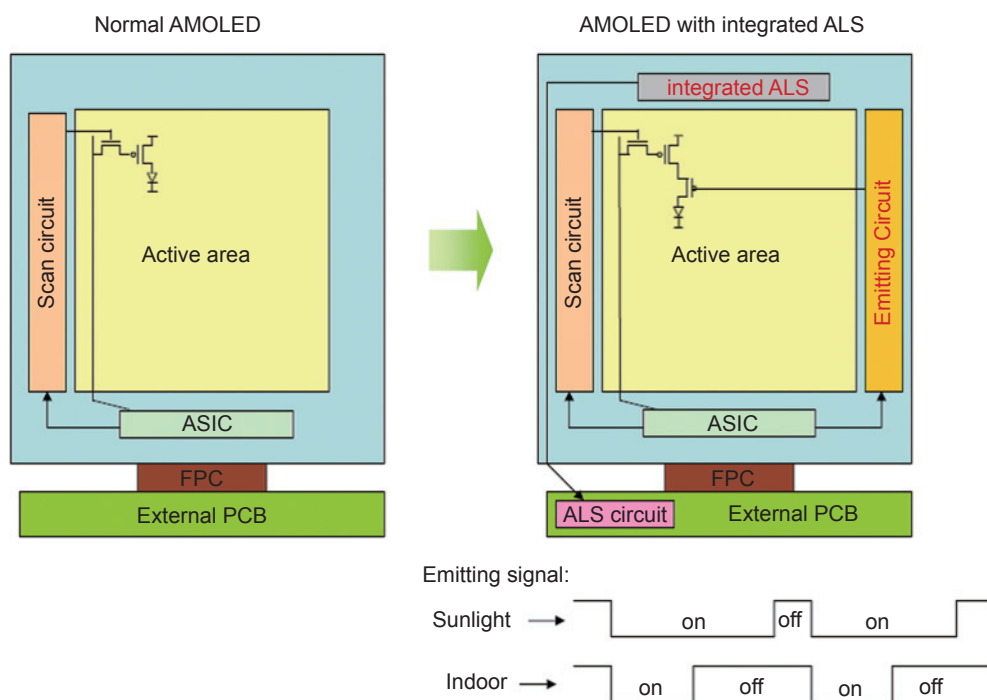 Normal AMOLED
Scan circuit
Active area
ASIC
FPC
External PCB
AMOLED with integrated ALS
integrated ALS
Scan circuit
Active area
Emitting Circuit
ASIC
FPC
ALS circuit
External PCB
Emitting signal:
Sunlight
on
off
on
Indoor
on
off
on
off